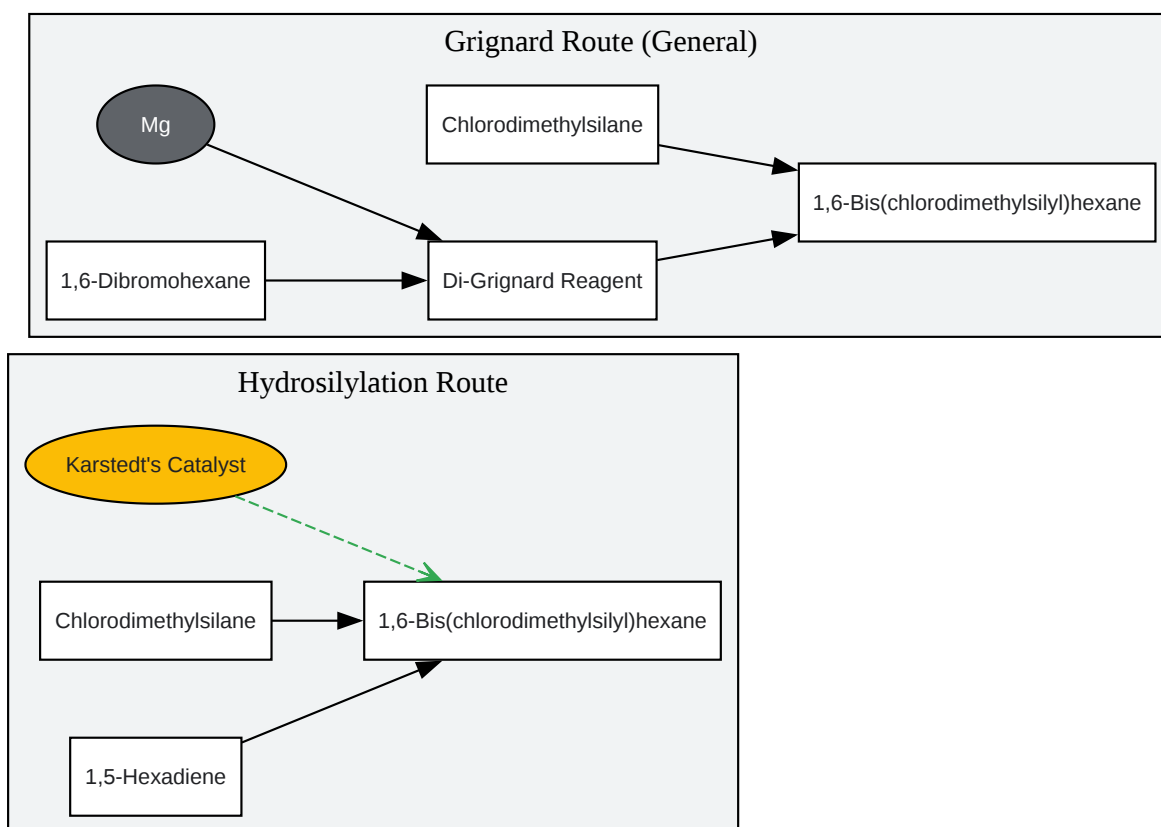 Grignard Route (General)
Mg
Chlorodimethylsilane
1,6-Bis(chlorodimethylsilyl)hexane
1,6-Dibromohexane
Di-Grignard Reagent
Hydrosilylation Route
Karstedt's Catalyst
Chlorodimethylsilane
1,6-Bis(chlorodimethylsilyl)hexane
1,5-Hexadiene